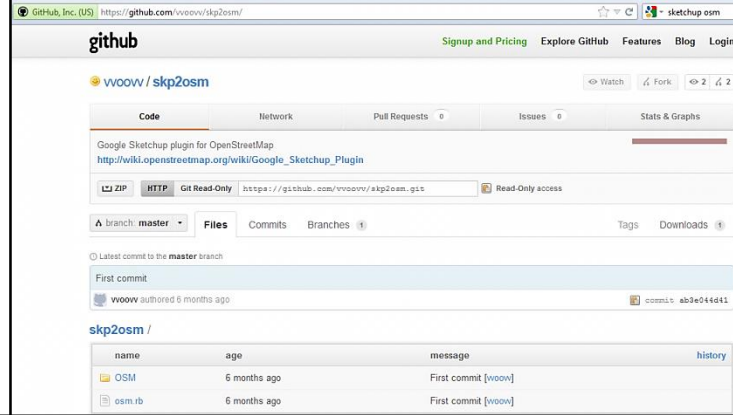 GitHub, Inc. (US) https://github.com/vvoovv/skp2osm/ sketchup osm
github Signup and Pricing Explore GitHub Features Blog Login
vvoovv / skp2osm Watch Fork 2 2
Code Network Pull Requests 0 Issues 0 Stats & Graphs
Google Sketchup plugin for OpenStreetMap
http://wiki.openstreetmap.org/wiki/Google_Sketchup_Plugin
ZIP HTTP Git Read-Only https://github.com/vvoovv/skp2osm.git Read-Only access
branch: master Files Commits Branches 1 Tags Downloads 1
Latest commit to the master branch
First commit
vvoovv authored 6 months ago commit ab3e044d41
skp2osm /
name age message history
OSM 6 months ago First commit [vvoovv]
osm.rb 6 months ago First commit [vvoovv]